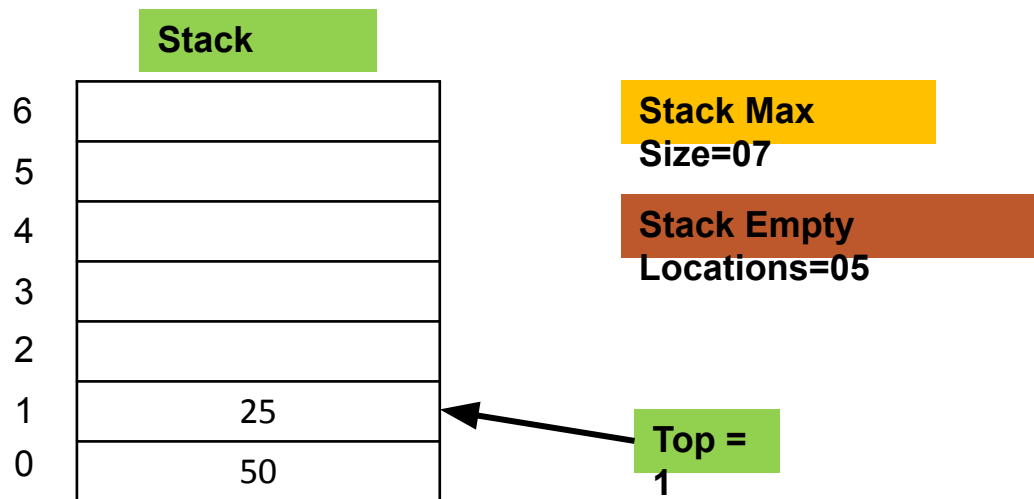 Stack
6
5
4
3
2
1 25
0 50
Stack Max
Size=07
Stack Empty
Locations=05
Top =
1